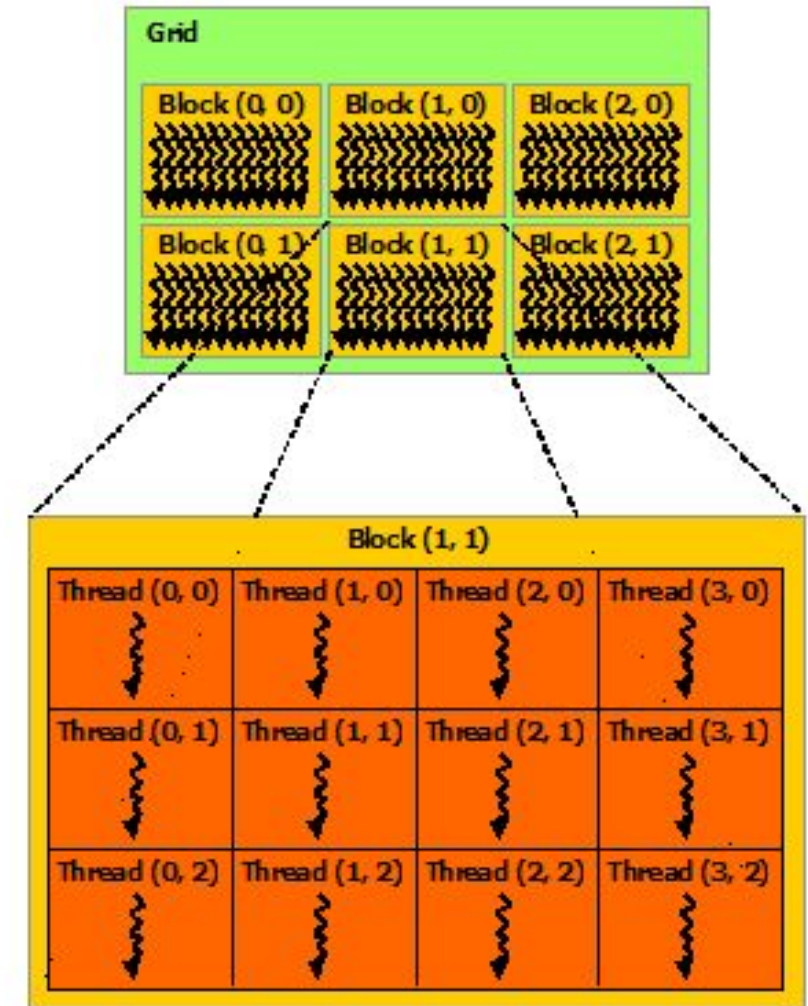 Grid
Block (0, 0) Block (1, 0) Block (2, 0)
Block (0, 1) Block (1, 1) Block (2, 1)
Block (1, 1)
Thread (0, 0) Thread (1, 0) Thread (2, 0) Thread (3, 0)
Thread (0, 1) Thread (1, 1) Thread (2, 1) Thread (3, 1)
Thread (0, 2) Thread (1, 2) Thread (2, 2) Thread (3, 2)